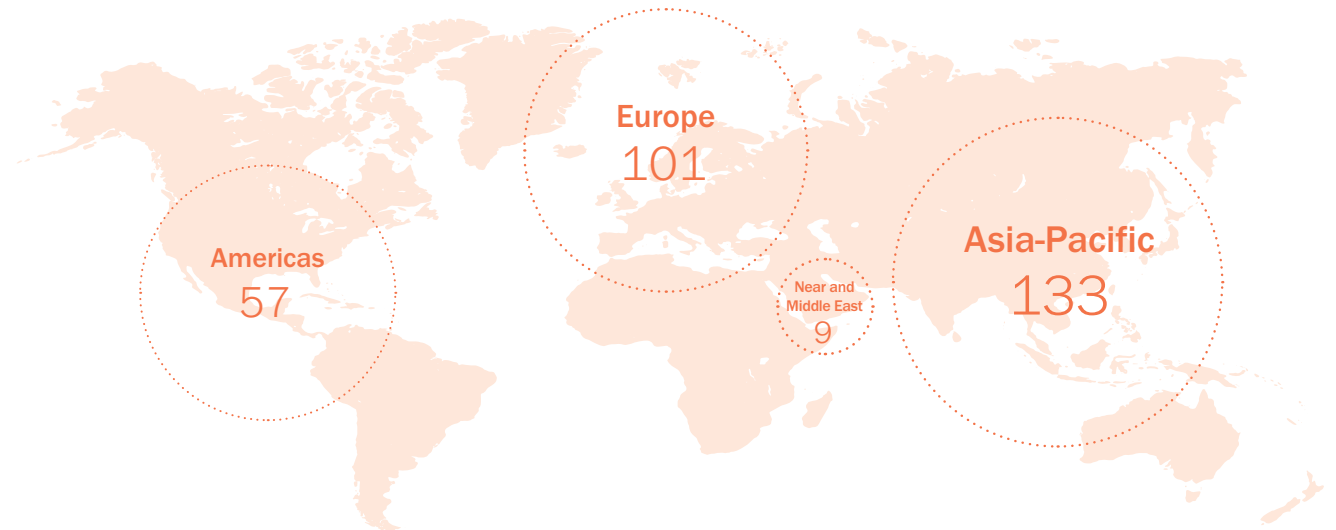 Europe
101
Americas
57
Near and
Middle East
9
Asia-Pacific
133